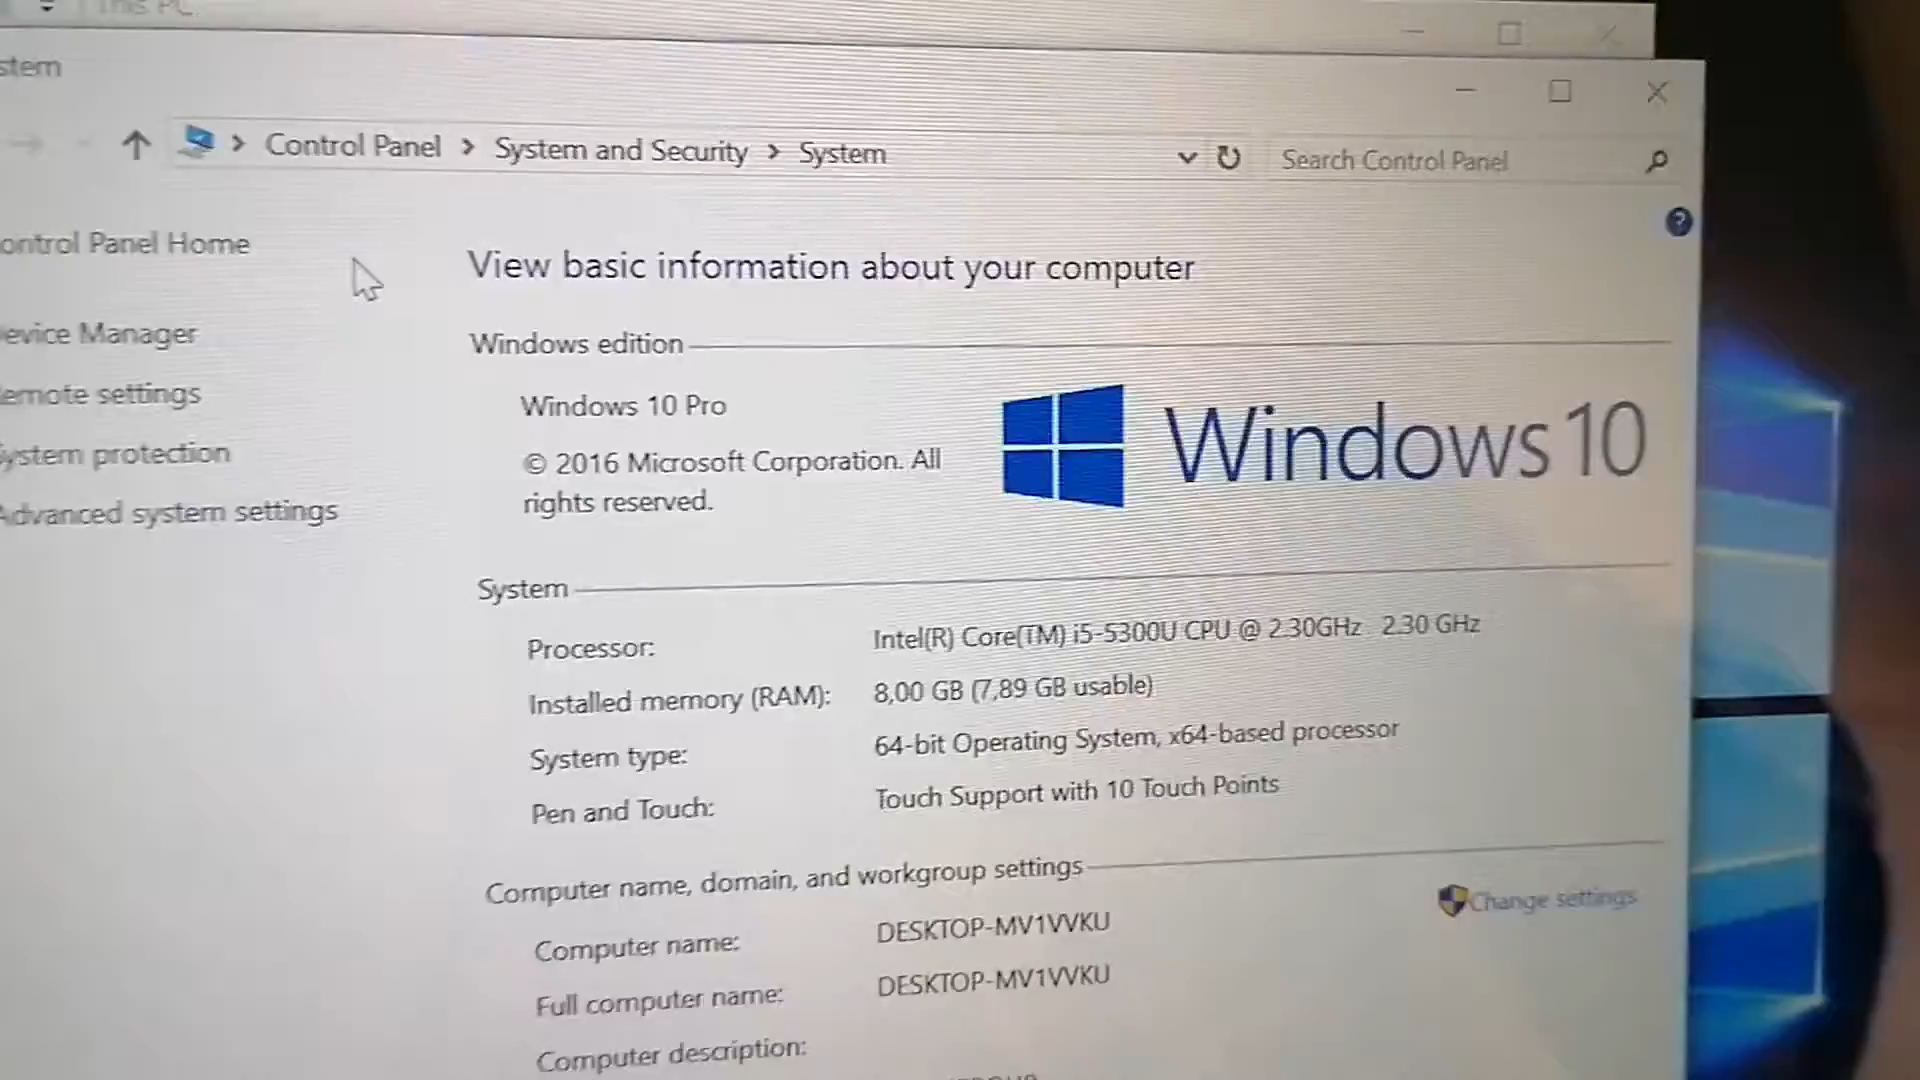 This PC
stem
Control Panel > System and Security > System
Search Control Panel
ontrol Panel Home
evice Manager
emote settings
ystem protection
Advanced system settings
View basic information about your computer
Windows edition
Windows 10 Pro
© 2016 Microsoft Corporation. All
rights reserved.
Windows 10
System
Processor: Intel(R) Core(TM) i5-5300U CPU @ 2.30GHz 2.30 GHz
Installed memory (RAM): 8,00 GB (7,89 GB usable)
System type: 64-bit Operating System, x64-based processor
Pen and Touch: Touch Support with 10 Touch Points
Computer name, domain, and workgroup settings
Change settings
Computer name: DESKTOP-MV1VVKU
Full computer name: DESKTOP-MV1VVKU
Computer description: